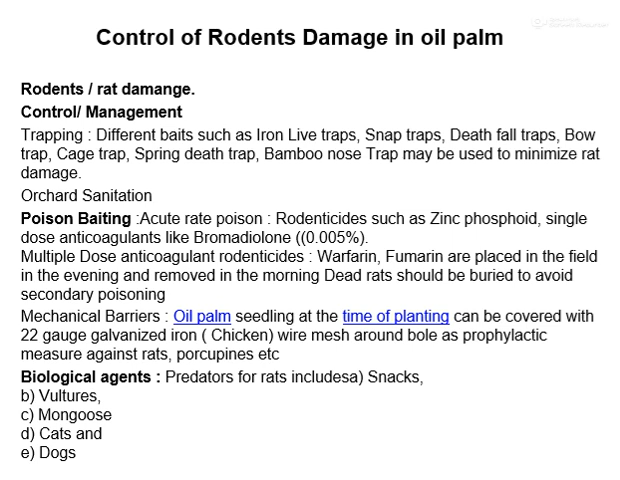 Control of Rodents Damage in oil palm
Rodents / rat damange.
Control/ Management
Trapping : Different baits such as Iron Live traps, Snap traps, Death fall traps, Bow
trap, Cage trap, Spring death trap, Bamboo nose Trap may be used to minimize rat
damage.
Orchard Sanitation
Poison Baiting :Acute rate poison : Rodenticides such as Zinc phosphoid, single
dose anticoagulants like Bromadiolone ((0.005%).
Multiple Dose anticoagulant rodenticides : Warfarin, Fumarin are placed in the field
in the evening and removed in the morning Dead rats should be buried to avoid
secondary poisoning
Mechanical Barriers : Oil palm seedling at the time of planting can be covered with
22 gauge galvanized iron ( Chicken) wire mesh around bole as prophylactic
measure against rats, porcupines etc
Biological agents : Predators for rats includesa) Snacks,
b) Vultures,
c) Mongoose
d) Cats and
e) Dogs